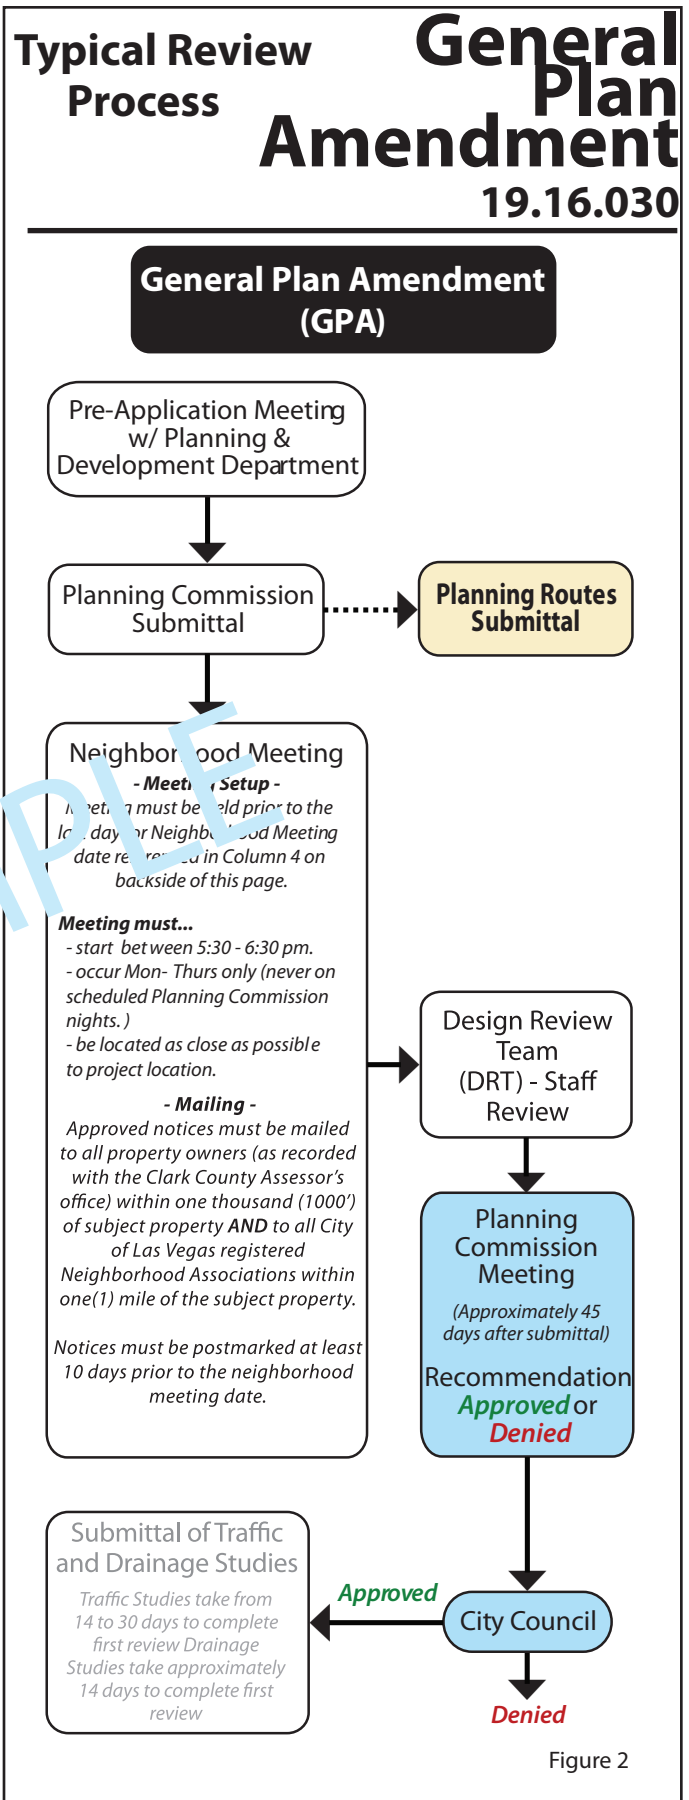 Typical Review
Process
General
Plan
Amendment
19.16.030
General Plan Amendment
(GPA)
Pre-Application Meeting
w/ Planning &
Development Department
Planning Commission
Submittal
Planning Routes
Submittal
Neighborhood Meeting
- Meeting Setup -
Meeting must be held prior to the
last day for Neighborhood Meeting
date referenced in Column 4 on
backside of this page.
Meeting must...
- start between 5:30 - 6:30 pm.
- occur Mon- Thurs only (never on
scheduled Planning Commission
nights. )
- be located as close as possible
to project location.
- Mailing -
Approved notices must be mailed
to all property owners (as recorded
with the Clark County Assessor's
office) within one thousand (1000')
of subject property AND to all City
of Las Vegas registered
Neighborhood Associations within
one(1) mile of the subject property.
Notices must be postmarked at least
10 days prior to the neighborhood
meeting date.
MPLE
Design Review
Team
(DRT) - Staff
Review
Planning
Commission
Meeting
(Approximately 45
days after submittal)
Recommendation
Approved or
Denied
City Council
Approved
Denied
Submittal of Traffic
and Drainage Studies
Traffic Studies take from
14 to 30 days to complete
first review Drainage
Studies take approximately
14 days to complete first
review
Figure 2